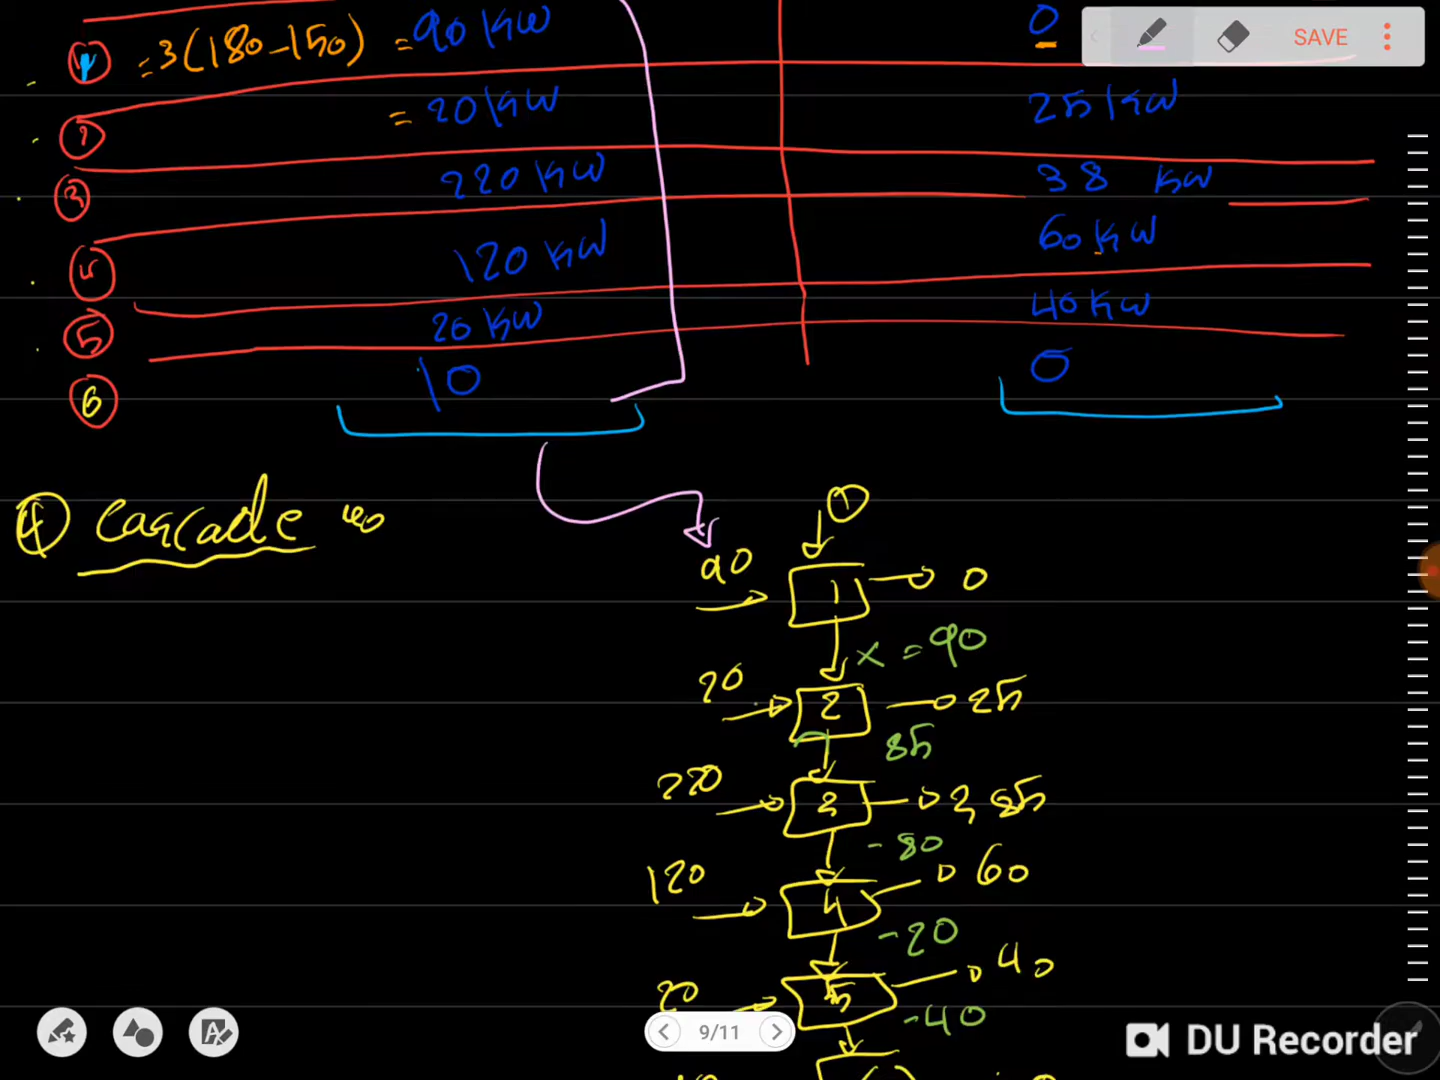 ① = 3(180-150) = 90 KW 0 SAVE
② = 20 KW 25 KW
③ 220 KW 38 KW
④ 120 KW 60 KW
⑤ 20 KW 40 KW
⑥ 10 0
④ Cascade ①
90 1 0
x = 90
20 2 25
85
220 3 385
-80
120 4 60
-20
20 5 40
-40
9/11
DU Recorder